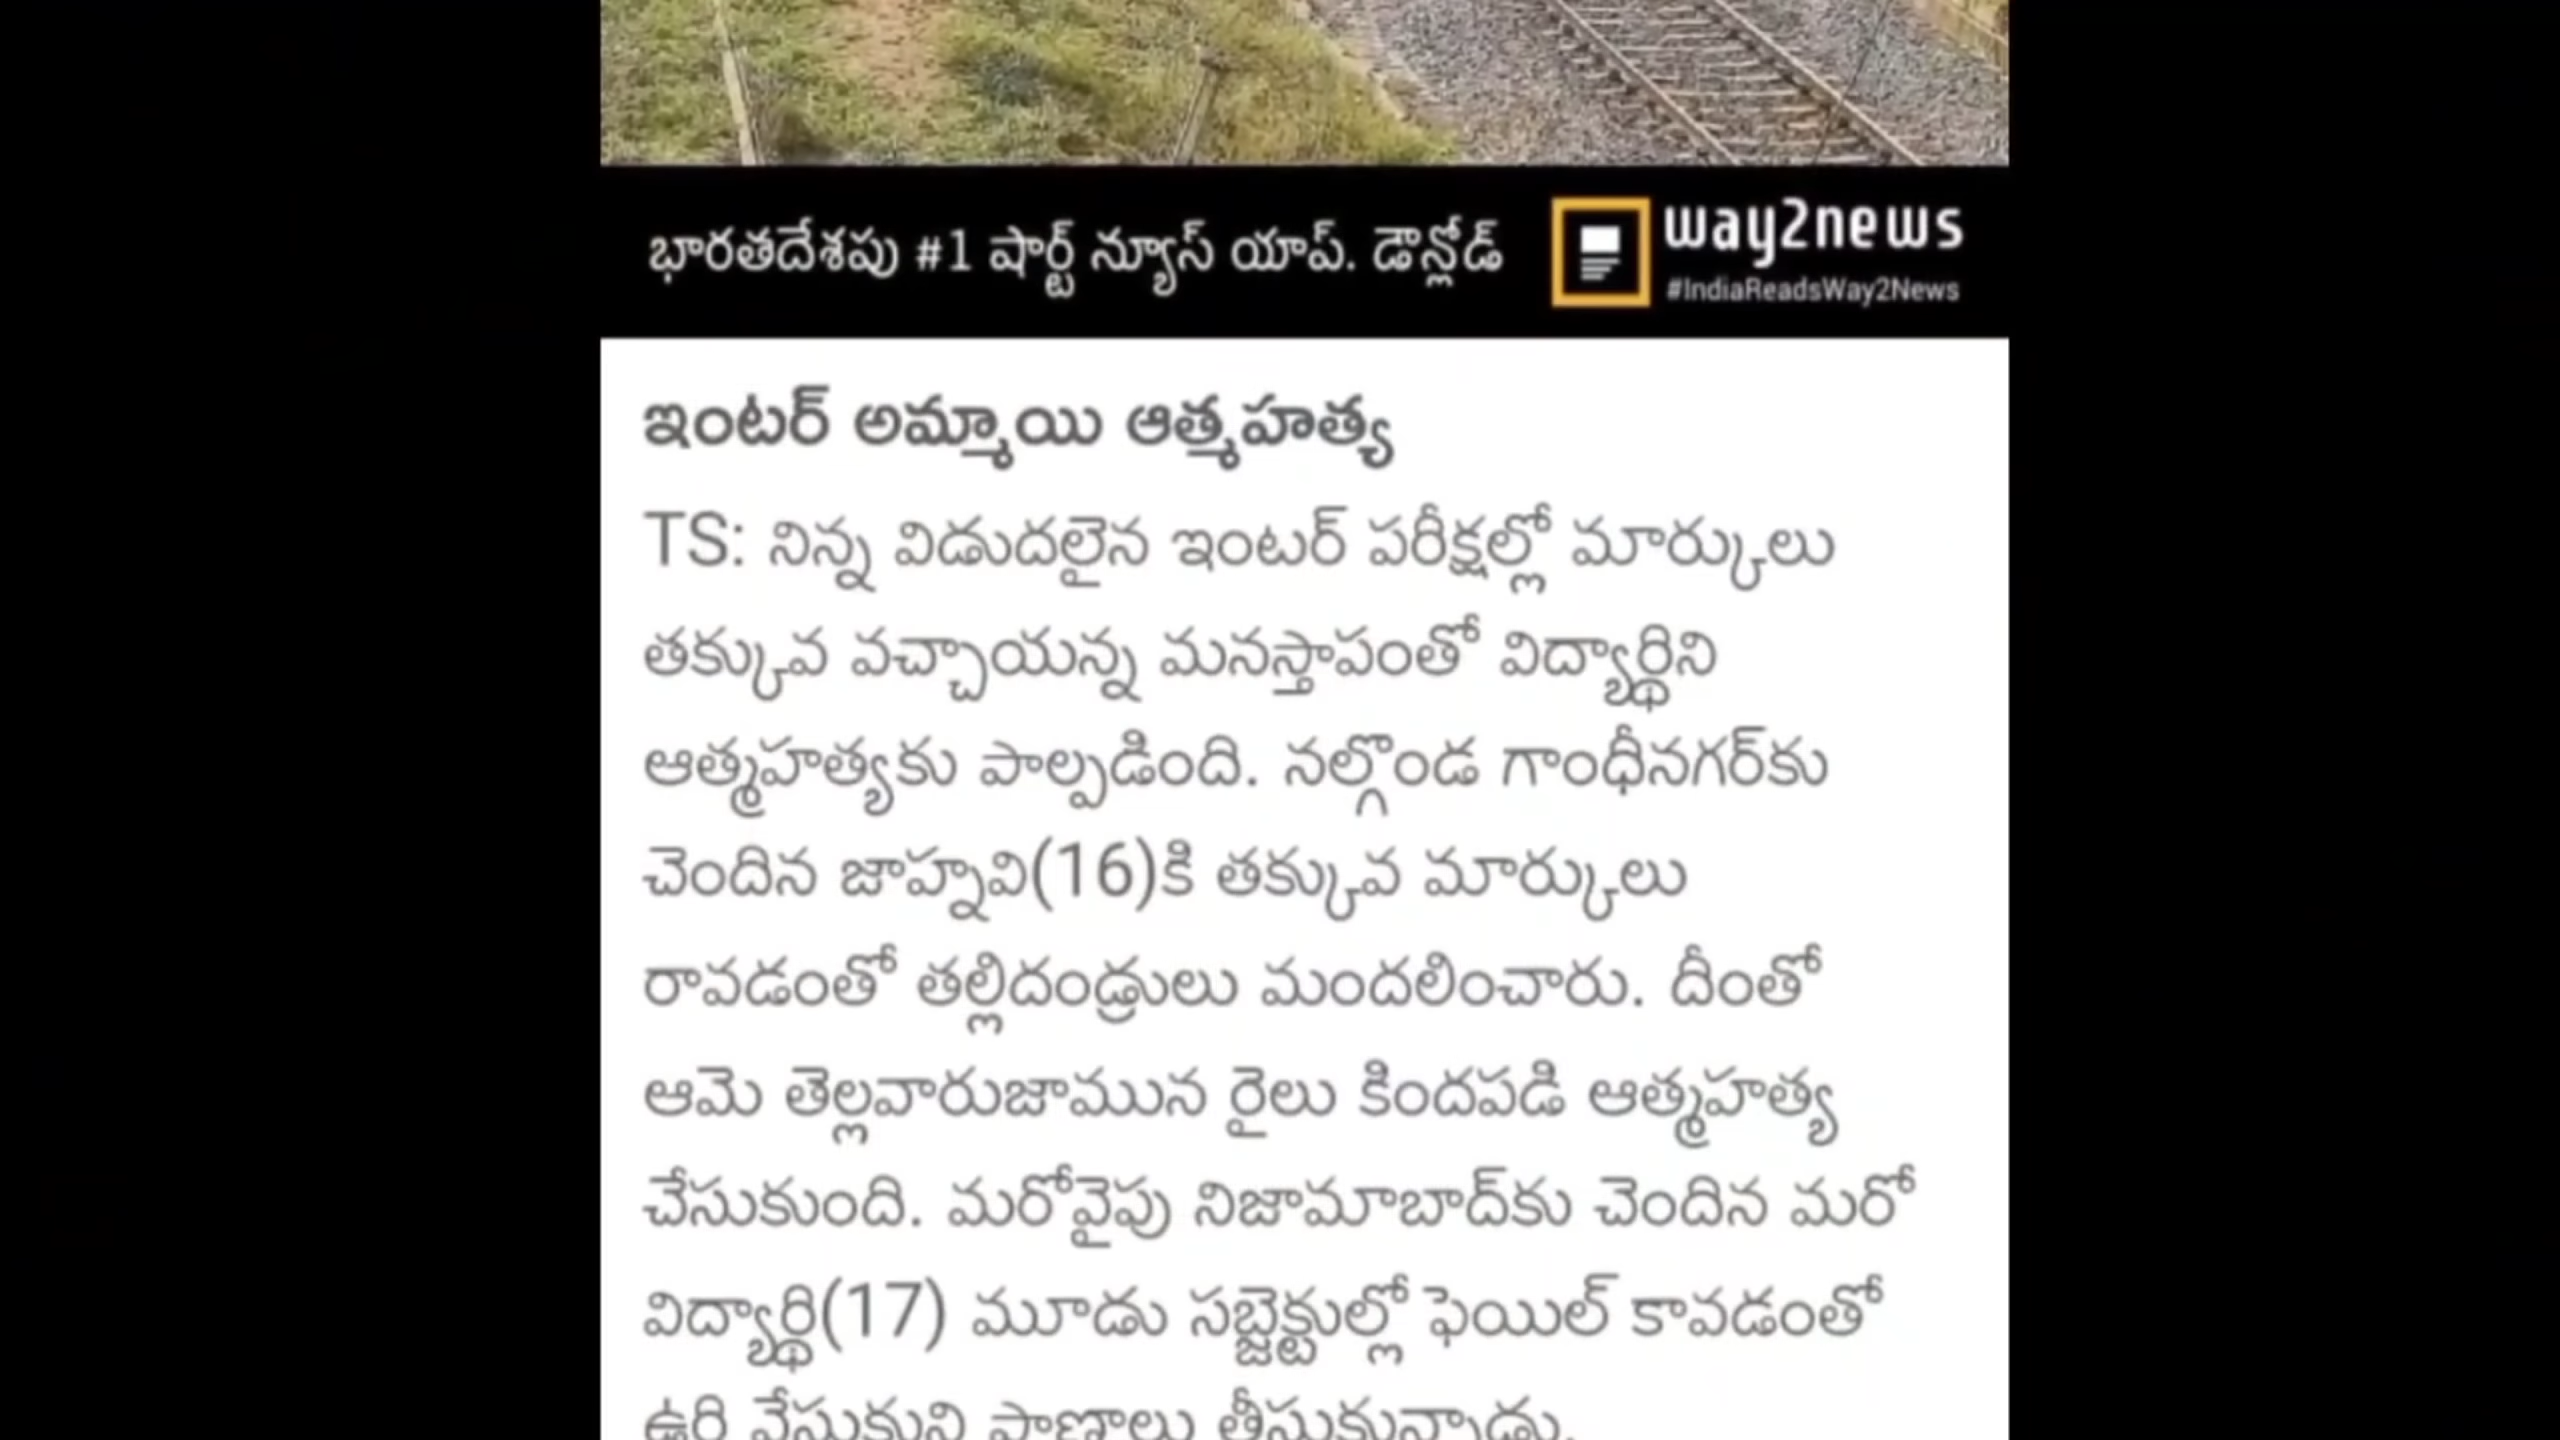 భారతదేశపు #1 షార్ట్ న్యూస్ యాప్. డౌన్లోడ్
way2news
#IndiaReadsWay2News
ఇంటర్ అమ్మాయి ఆత్మహత్య
TS: నిన్న విడుదలైన ఇంటర్ పరీక్షల్లో మార్కులు
తక్కువ వచ్చాయన్న మనస్తాపంతో విద్యార్థిని
ఆత్మహత్యకు పాల్పడింది. నల్గొండ గాంధీనగర్‌కు
చెందిన జాహ్నవి(16)కి తక్కువ మార్కులు
రావడంతో తల్లిదండ్రులు మందలించారు. దీంతో
ఆమె తెల్లవారుజామున రైలు కిందపడి ఆత్మహత్య
చేసుకుంది. మరోవైపు నిజామాబాద్‌కు చెందిన మరో
విద్యార్థి(17) మూడు సబ్జెక్టుల్లో ఫెయిల్ కావడంతో
ఉరి వేసుకుని ప్రాణాలు తీసుకున్నాడు.